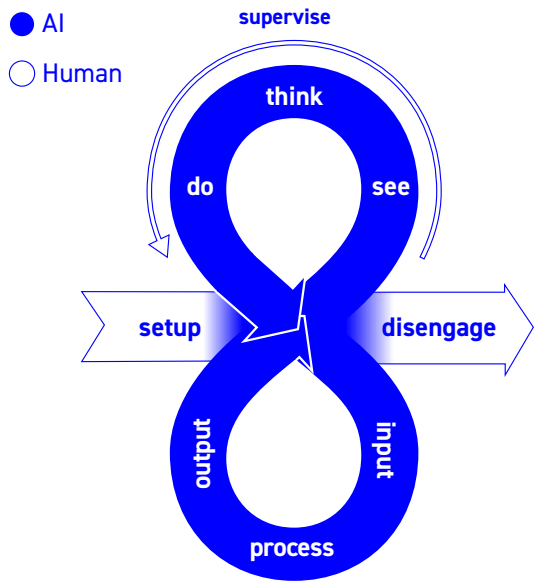 AI
Human
supervise
think
do
see
setup
disengage
output
input
process